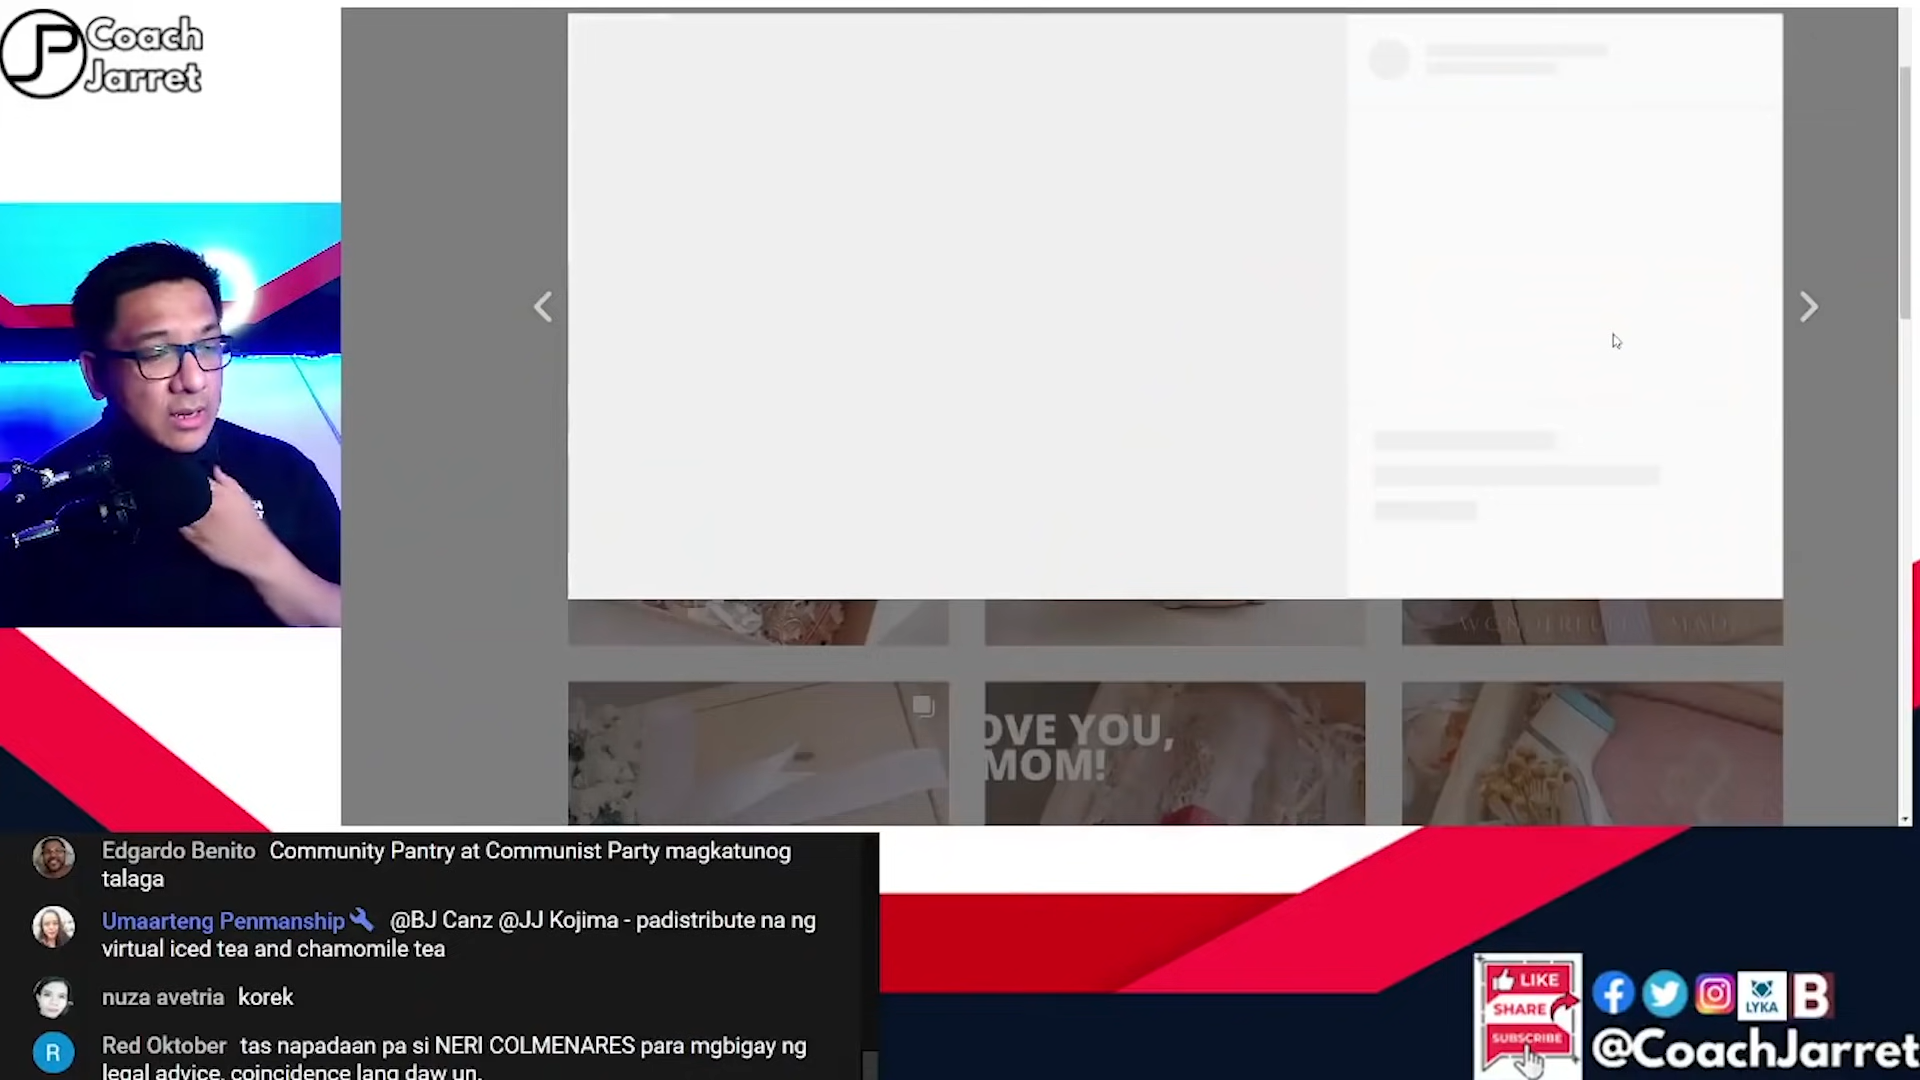 Coach
Jarret
WONDERFULLY MADE
OVE YOU,
MOM!
Edgardo Benito Community Pantry at Communist Party magkatunog
talaga
Umaarteng Penmanship @BJ Canz @JJ Kojima - padistribute na ng
virtual iced tea and chamomile tea
nuza avetria korek
R Red Oktober tas napadaan pa si NERI COLMENARES para mgbigay ng
legal advice, coincidence lang daw un.
LIKE
SHARE
SUBSCRIBE
LYKA
B
@CoachJarret